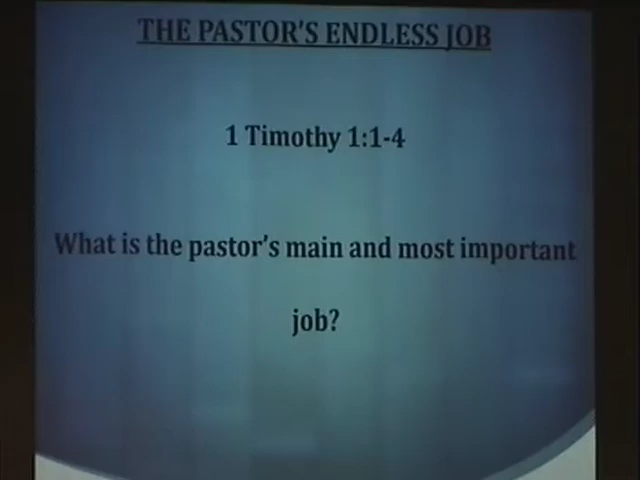 THE PASTOR'S ENDLESS JOB
1 Timothy 1:1-4
What is the pastor's main and most important
job?